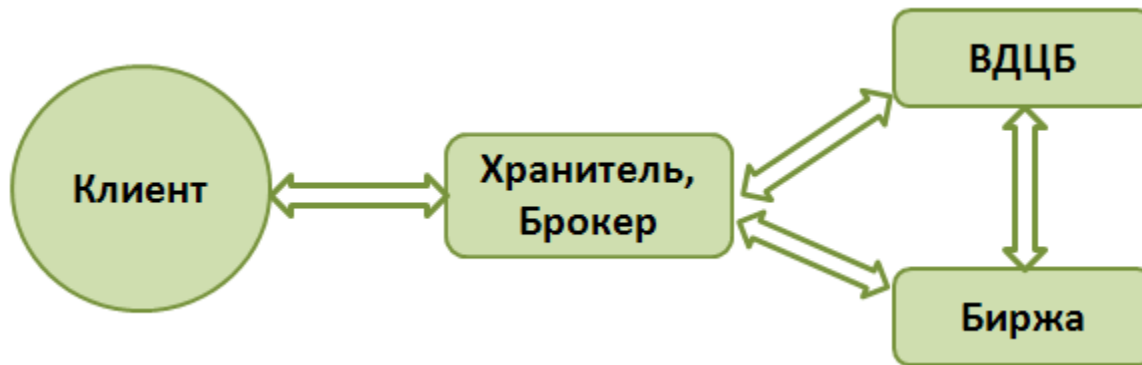 Клиент
Хранитель,
Брокер
ВДЦБ
Биржа